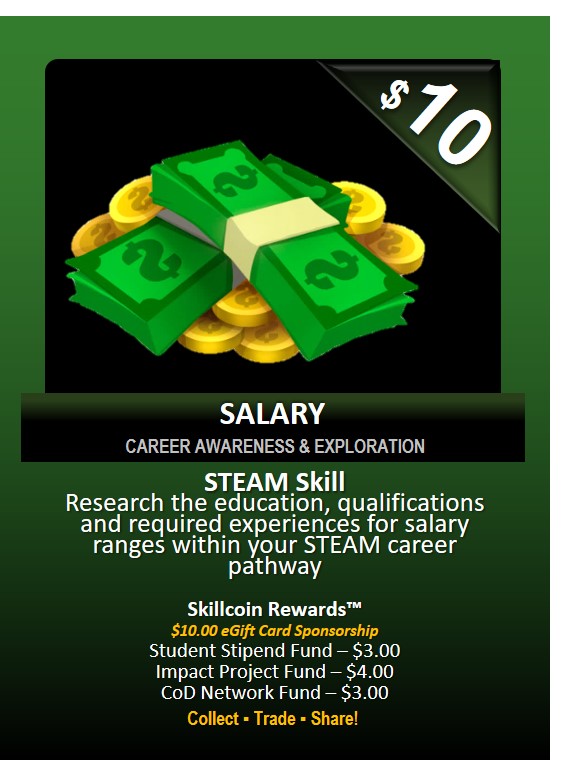 $10
SALARY
CAREER AWARENESS & EXPLORATION
STEAM Skill
Research the education, qualifications
and required experiences for salary
ranges within your STEAM career
pathway
Skillcoin Rewards™
$10.00 eGift Card Sponsorship
Student Stipend Fund – $3.00
Impact Project Fund – $4.00
CoD Network Fund – $3.00
Collect ▪ Trade ▪ Share!